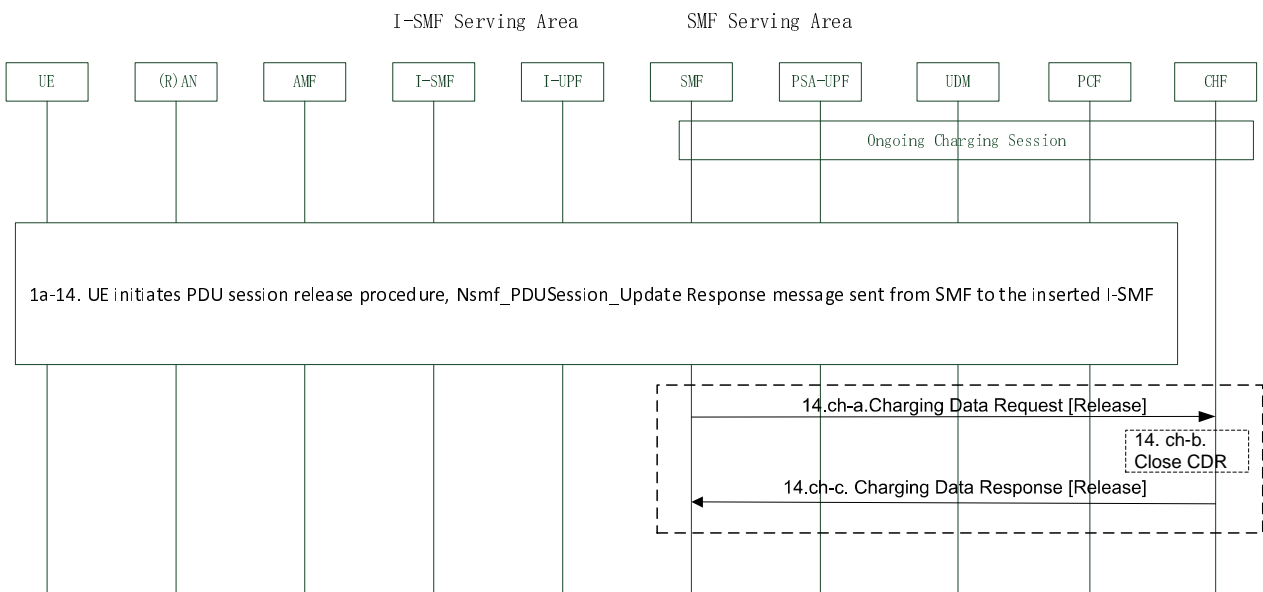 I-SMF Serving Area SMF Serving Area
UE (R)AN AMF I-SMF I-UPF SMF PSA-UPF UDM PCF CHF
Ongoing Charging Session
1a-14. UE initiates PDU session release procedure, Nsmf_PDUSession_Update Response message sent from SMF to the inserted I-SMF
14.ch-a.Charging Data Request [Release]
14. ch-b.
Close CDR
14.ch-c. Charging Data Response [Release]